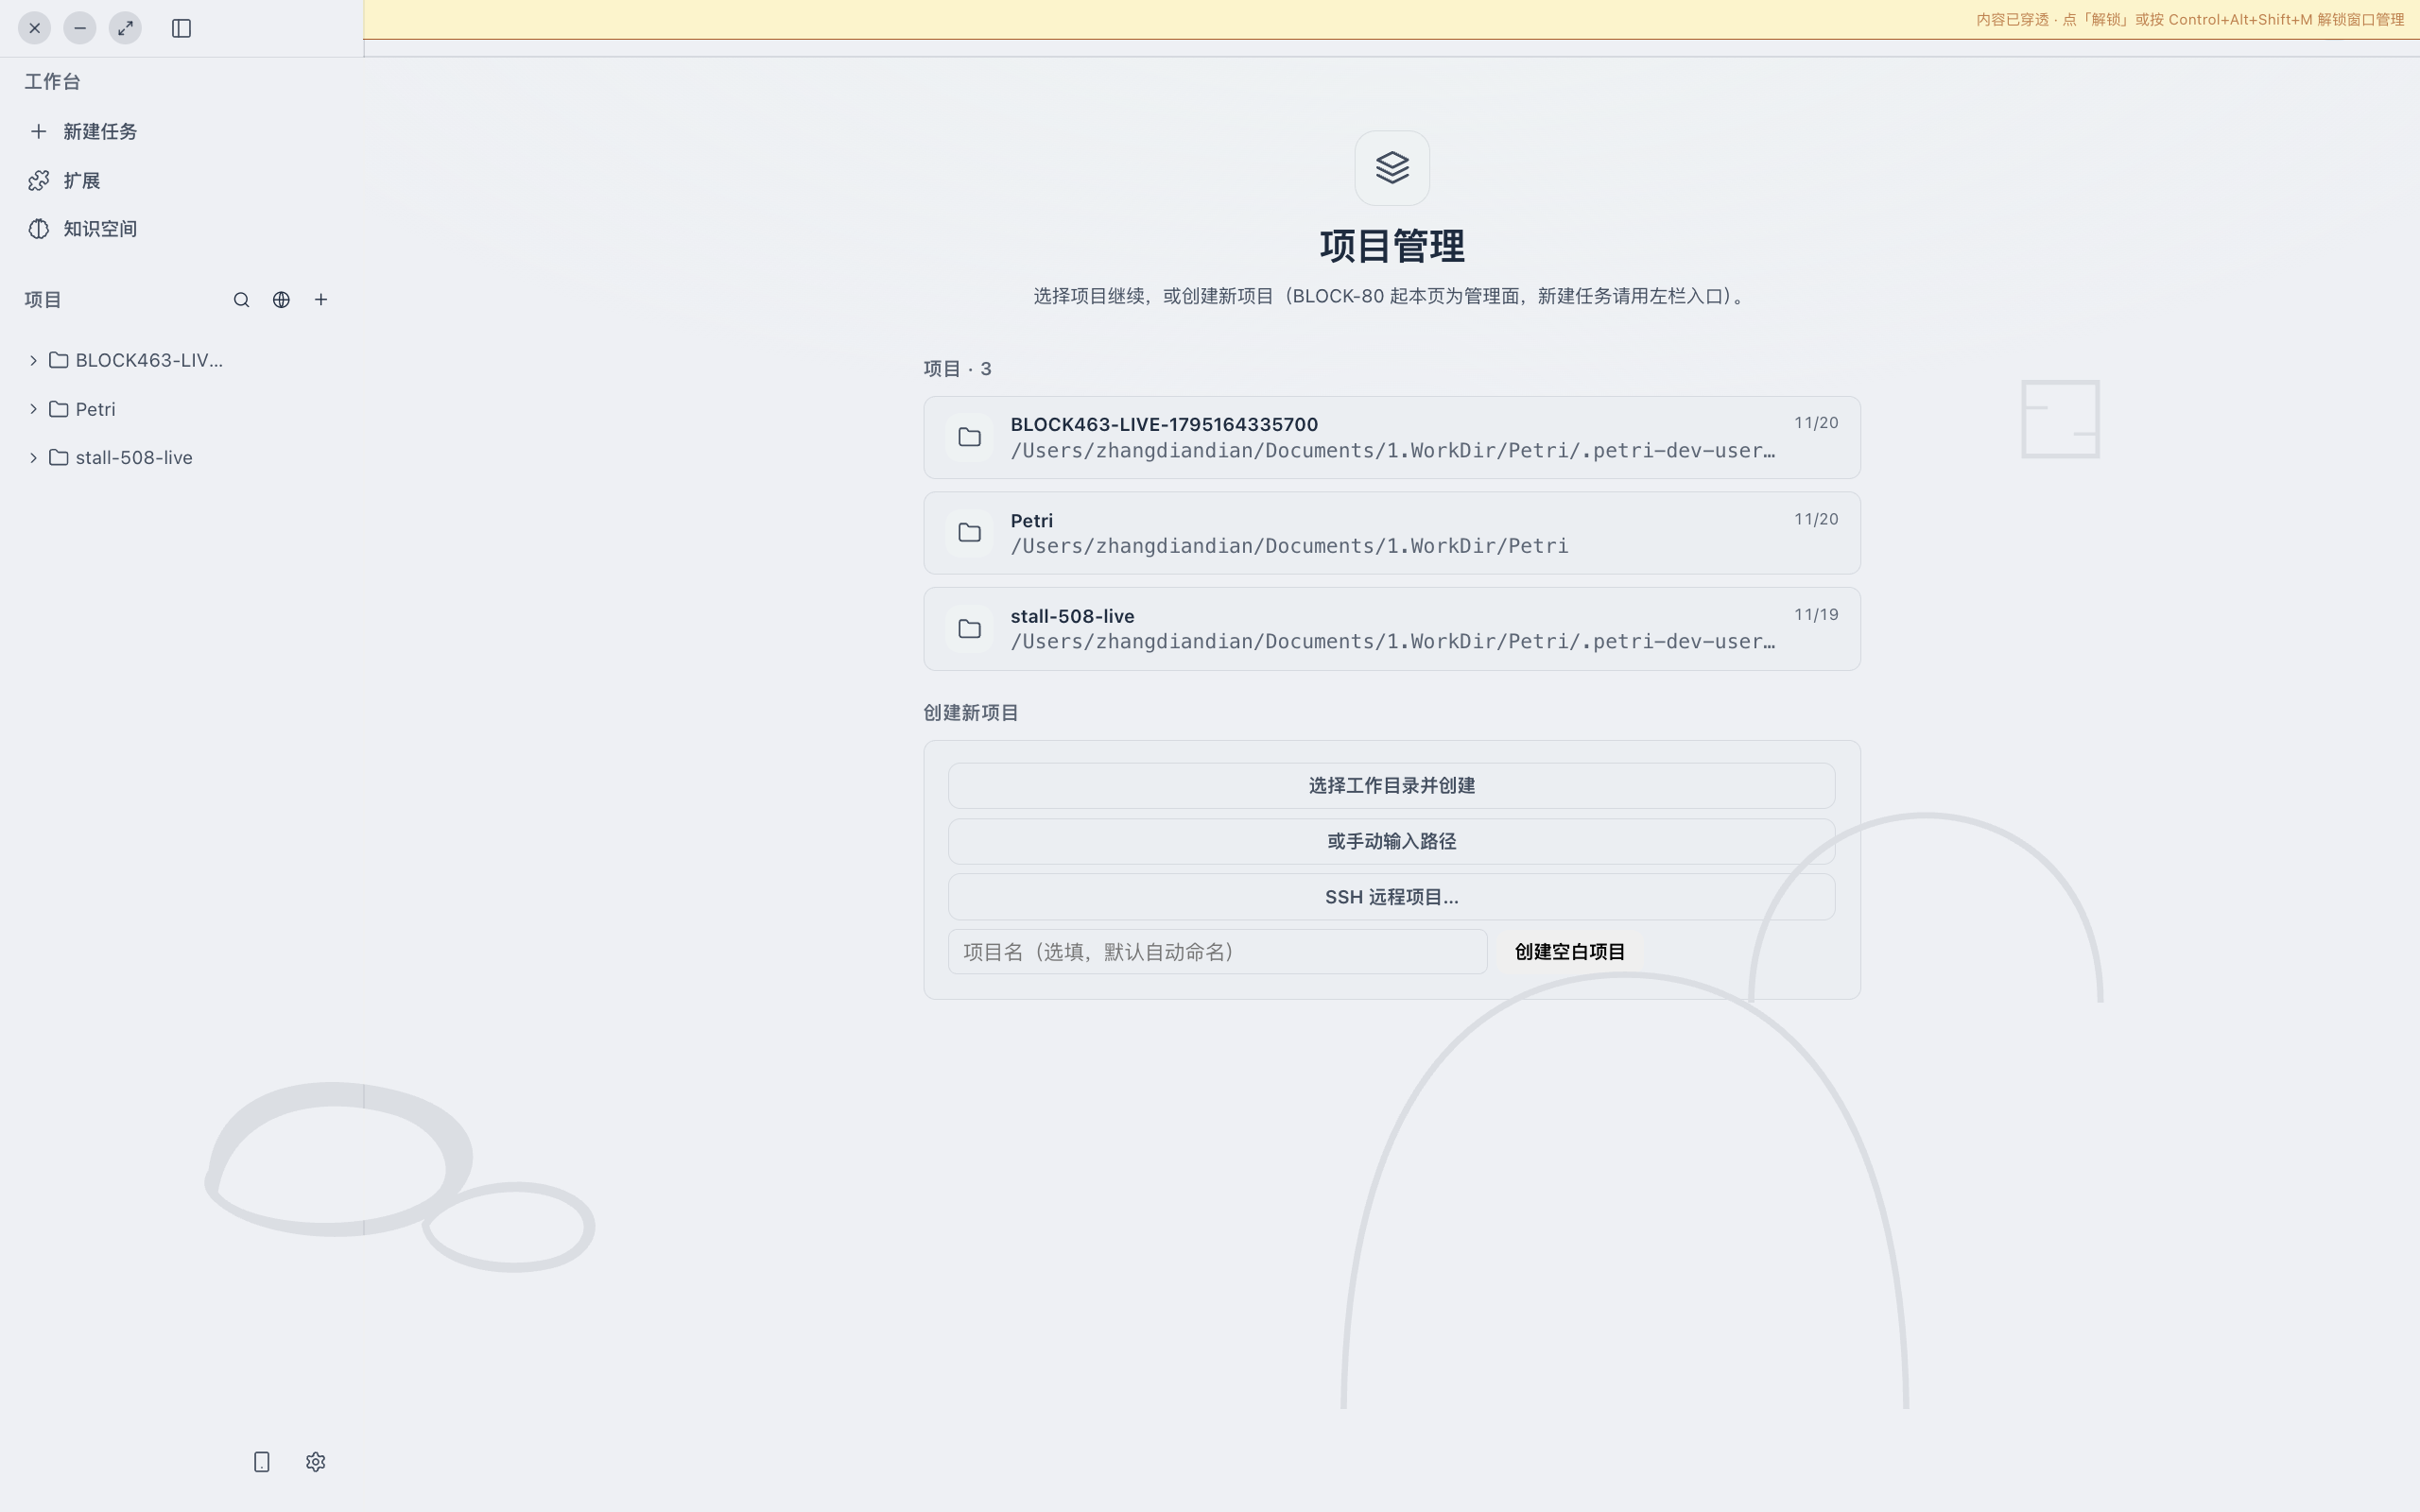 内容已穿透 · 点「解锁」或按 Control+Alt+Shift+M 解锁窗口管理
工作台
新建任务
扩展
知识空间
项目
BLOCK463-LIV...
Petri
stall-508-live
项目管理
选择项目继续，或创建新项目（BLOCK-80 起本页为管理面，新建任务请用左栏入口）。
项目 · 3
BLOCK463-LIVE-1795164335700
11/20
/Users/zhangdiandian/Documents/1.WorkDir/Petri/.petri-dev-user…
Petri
11/20
/Users/zhangdiandian/Documents/1.WorkDir/Petri
stall-508-live
11/19
/Users/zhangdiandian/Documents/1.WorkDir/Petri/.petri-dev-user…
创建新项目
选择工作目录并创建
或手动输入路径
SSH 远程项目...
项目名（选填，默认自动命名）
创建空白项目